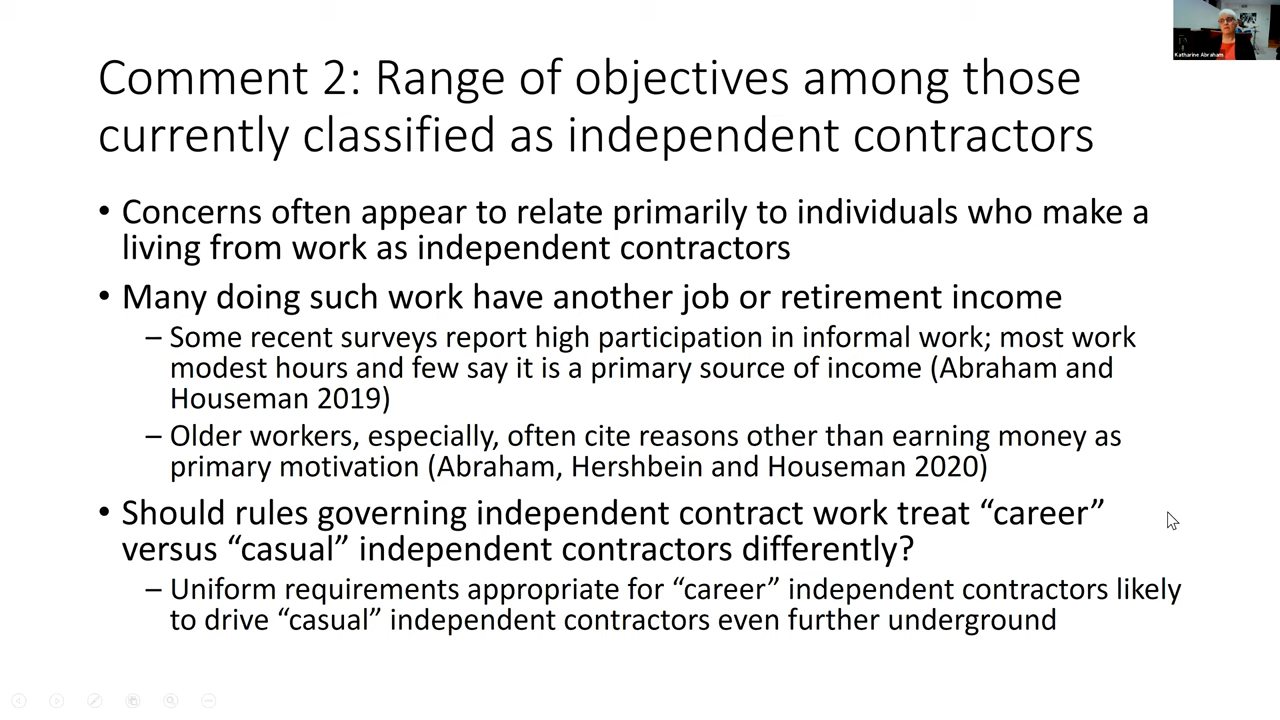 Katharine Abraham
Comment 2: Range of objectives among those
currently classified as independent contractors
• Concerns often appear to relate primarily to individuals who make a
living from work as independent contractors
• Many doing such work have another job or retirement income
– Some recent surveys report high participation in informal work; most work
modest hours and few say it is a primary source of income (Abraham and
Houseman 2019)
– Older workers, especially, often cite reasons other than earning money as
primary motivation (Abraham, Hershbein and Houseman 2020)
• Should rules governing independent contract work treat “career”
versus “casual” independent contractors differently?
– Uniform requirements appropriate for “career” independent contractors likely
to drive “casual” independent contractors even further underground